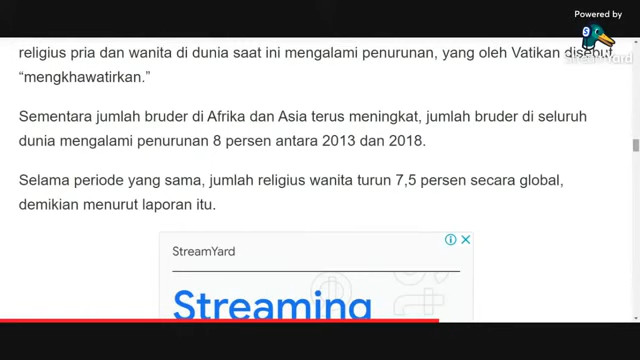 Powered by
StreamYard
religius pria dan wanita di dunia saat ini mengalami penurunan, yang oleh Vatikan disebut
“mengkhawatirkan.”
Sementara jumlah bruder di Afrika dan Asia terus meningkat, jumlah bruder di seluruh
dunia mengalami penurunan 8 persen antara 2013 dan 2018.
Selama periode yang sama, jumlah religius wanita turun 7,5 persen secara global,
demikian menurut laporan itu.
StreamYard
Streaming